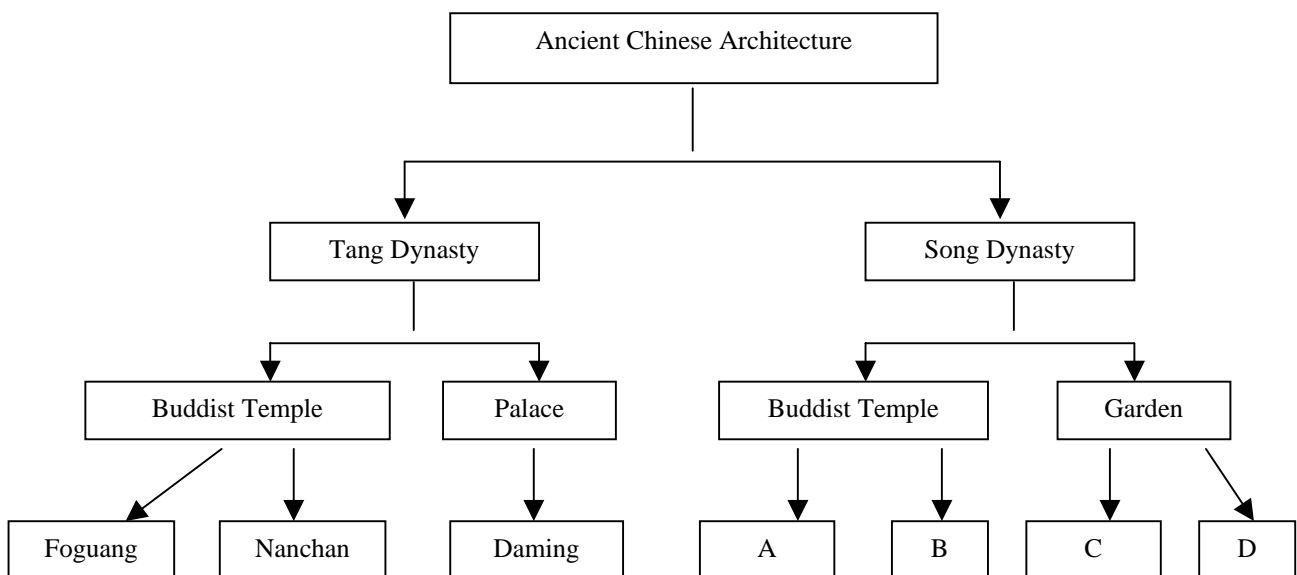 Ancient Chinese Architecture
Tang Dynasty
Song Dynasty
Buddist Temple
Palace
Buddist Temple
Garden
Foguang
Nanchan
Daming
A
B
C
D